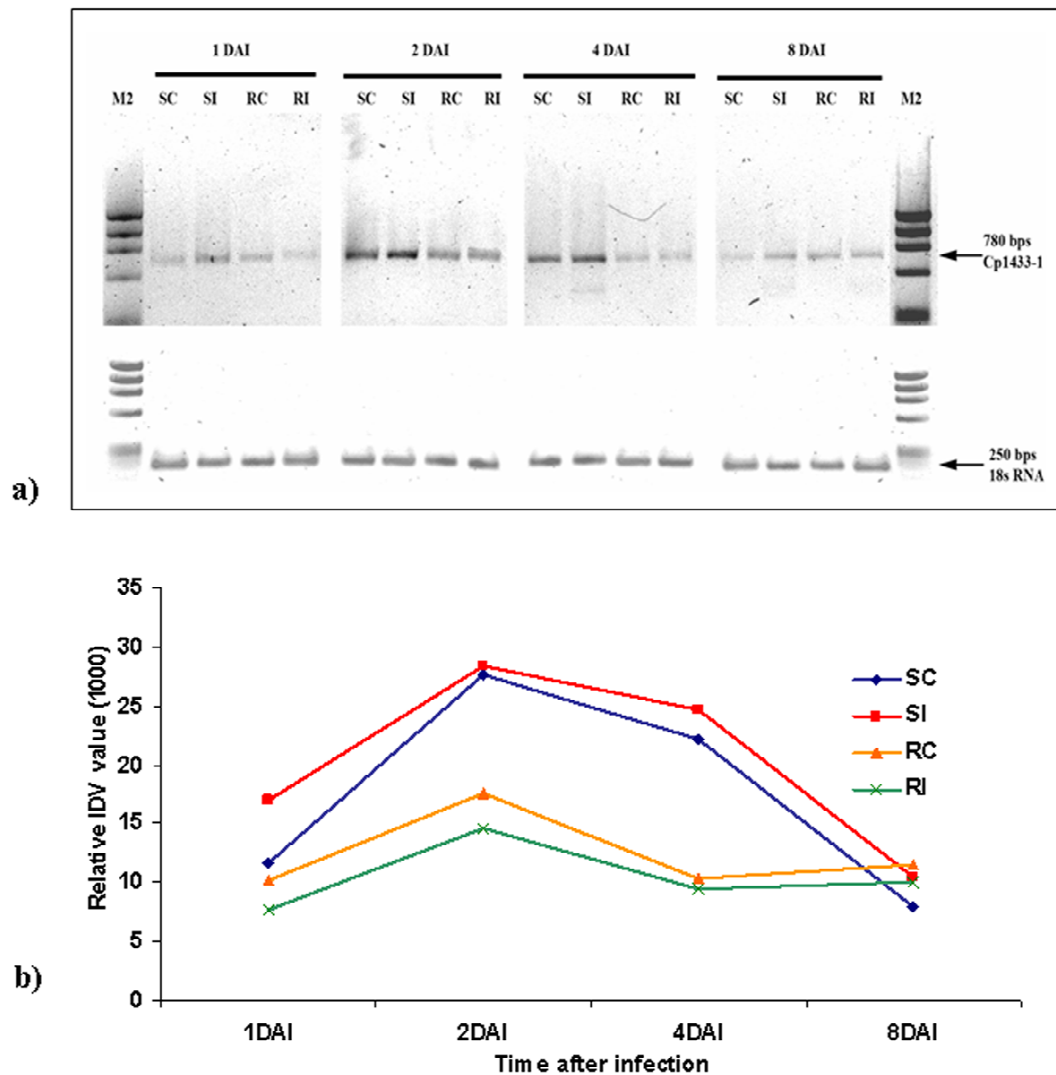 1 DAI 2 DAI 4 DAI 8 DAI
M2 SC SI RC RI SC SI RC RI SC SI RC RI SC SI RC RI M2
780 bps
Cp1433-1
250 bps
18s RNA
a)
35
30
25
20
15
10
5
0
Relative IDV value (1000)
SC
SI
RC
RI
b)
1DAI 2DAI 4DAI 8DAI
Time after infection